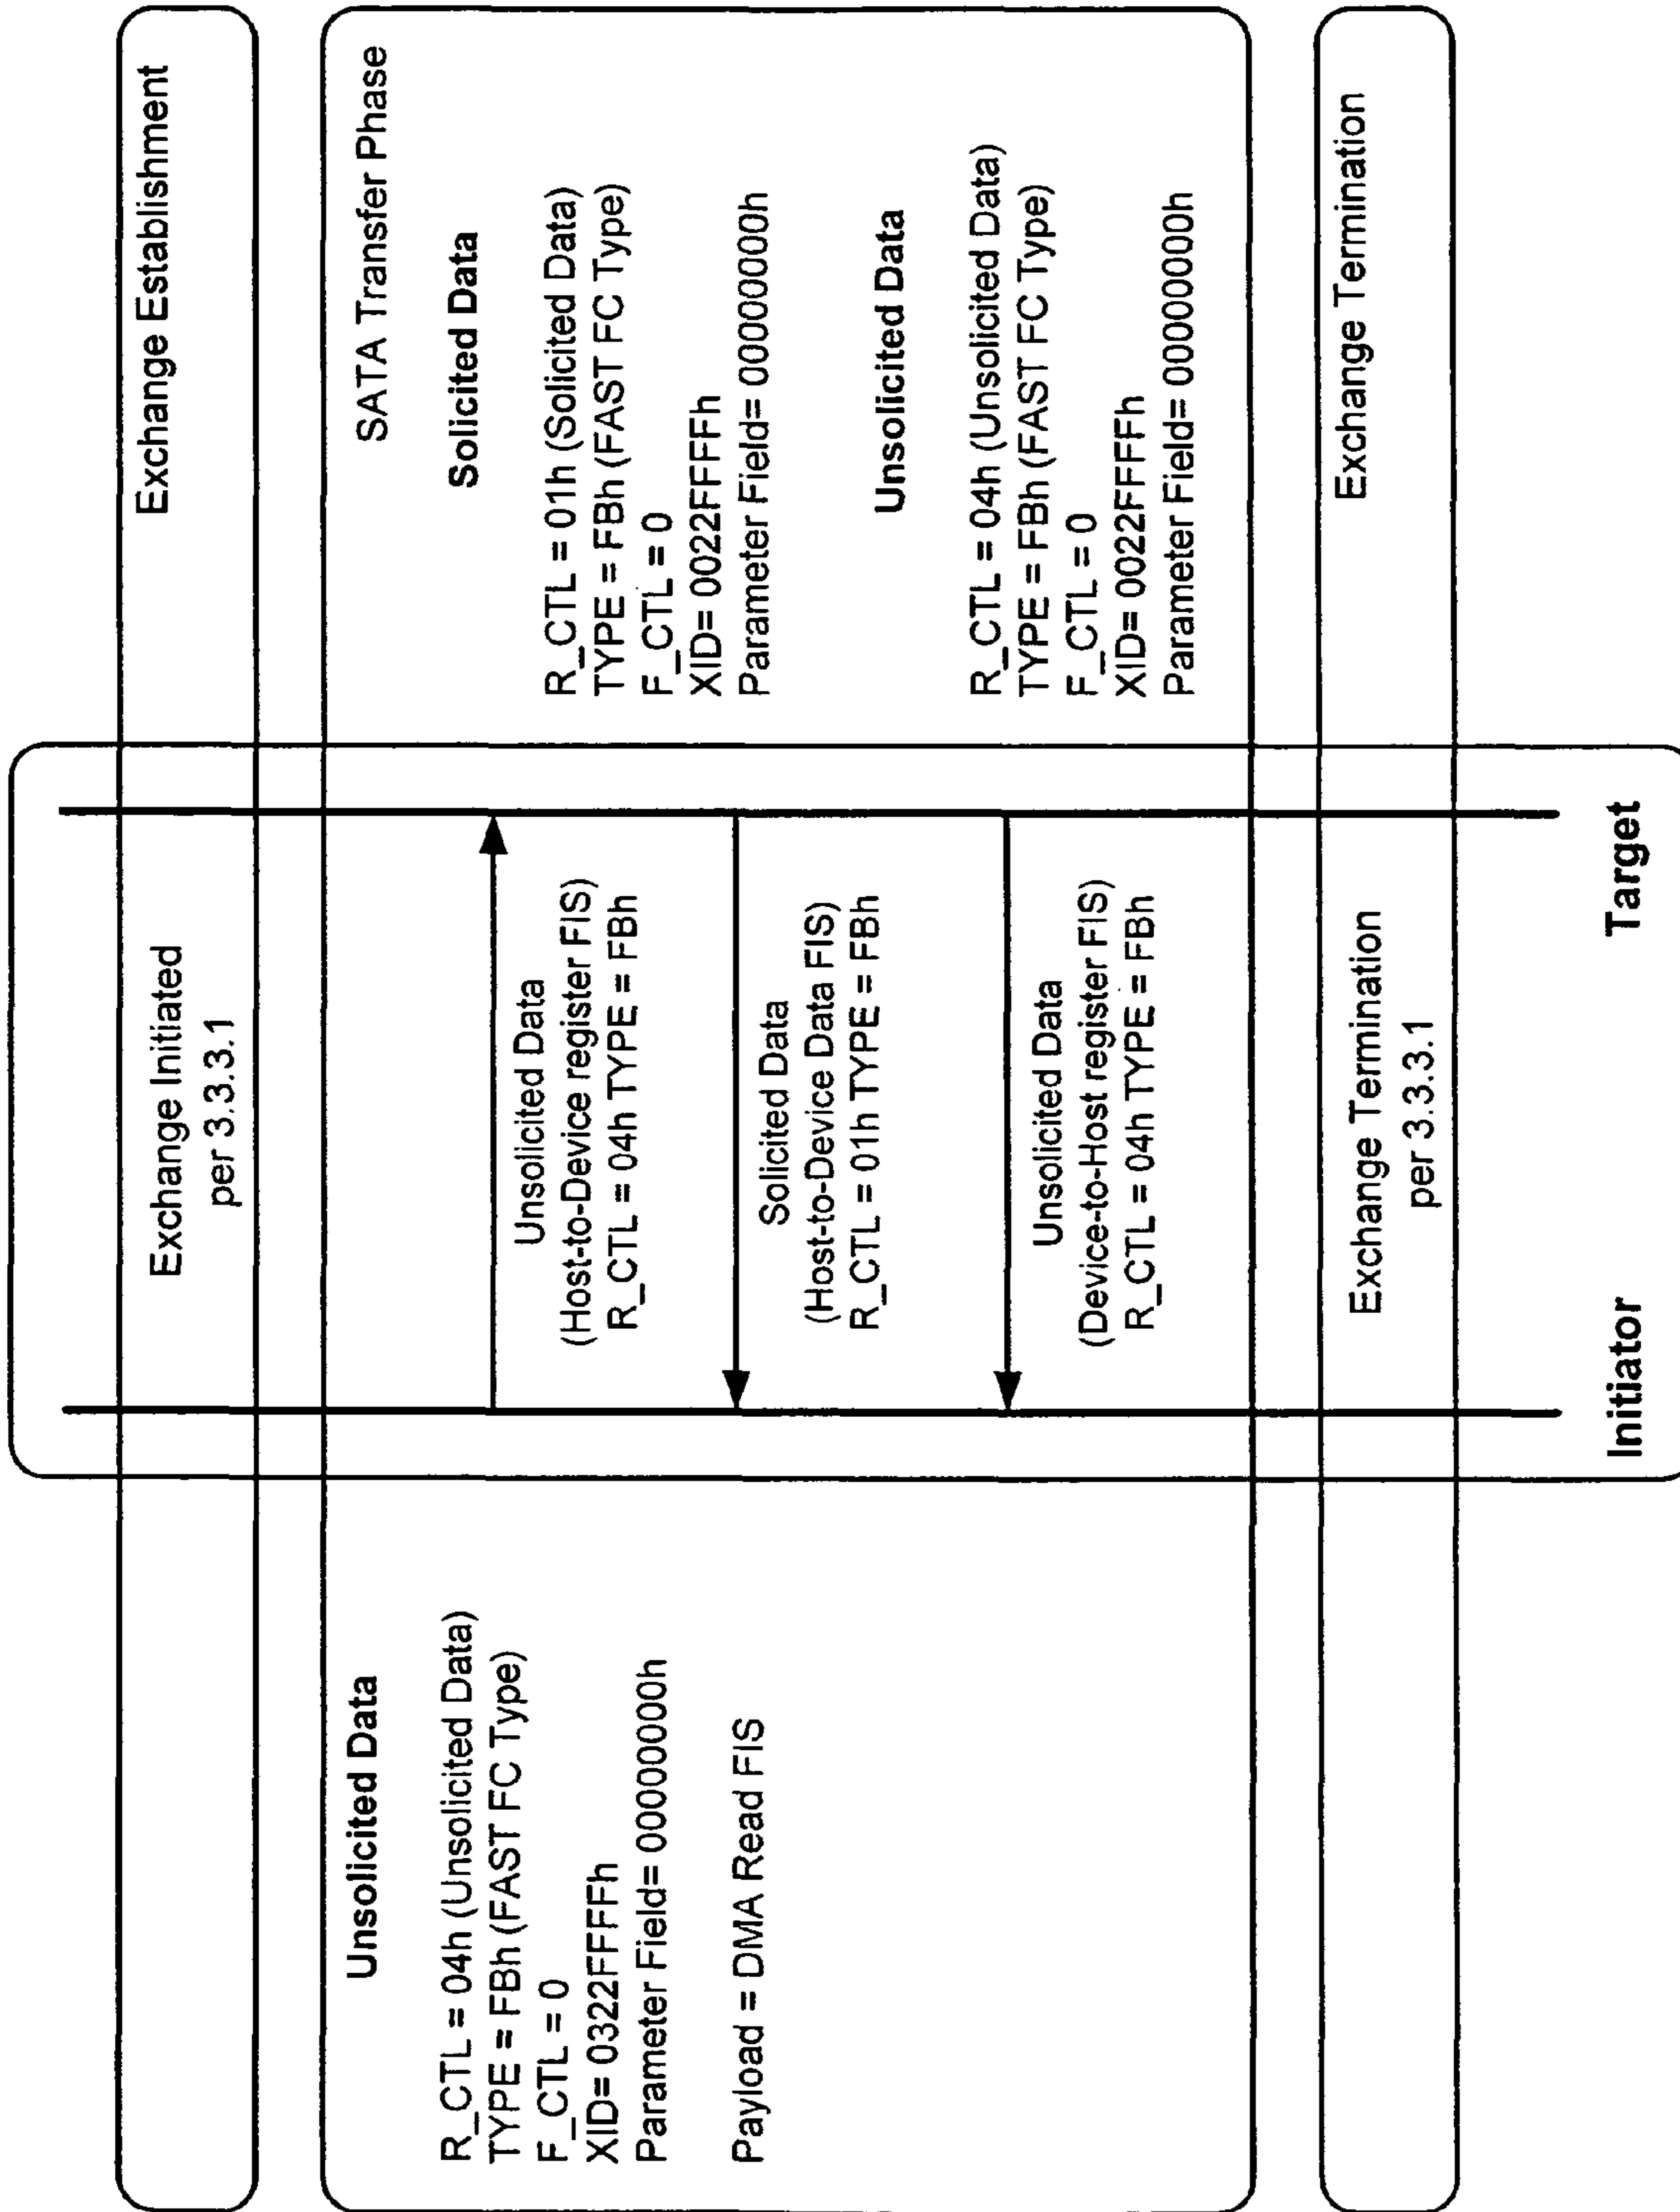 Exchange Initiated
per 3.3.3.1
Exchange Establishment
Unsolicited Data
R_CTL = 04h (Unsolicited Data)
TYPE = FBh (FAST FC Type)
F_CTL = 0
XID= 0322FFFFh
Parameter Field= 00000000h
Payload = DMA Read FIS
Unsolicited Data
(Host-to-Device register FIS)
R_CTL = 04h TYPE = FBh
Solicited Data
(Host-to-Device Data FIS)
R_CTL = 01h TYPE = FBh
Unsolicited Data
(Device-to-Host register FIS)
R_CTL = 04h TYPE = FBh
SATA Transfer Phase
Solicited Data
R_CTL = 01h (Solicited Data)
TYPE = FBh (FAST FC Type)
F_CTL = 0
XID= 0022FFFFh
Parameter Field= 00000000h
Unsolicited Data
R_CTL = 04h (Unsolicited Data)
TYPE = FBh (FAST FC Type)
F_CTL = 0
XID= 0022FFFFh
Parameter Field= 00000000h
Exchange Termination
per 3.3.3.1
Exchange Termination
Initiator
Target